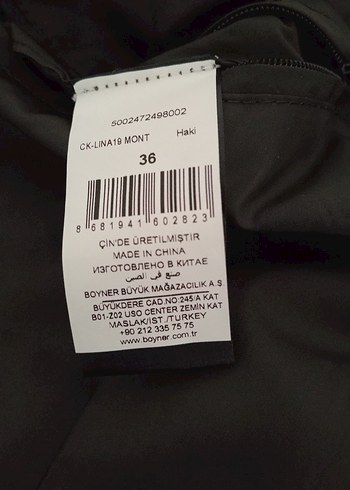 5002472498002
CK-LINA19 MONT Haki
36
8 681941 602823
ÇİN'DE ÜRETİLMİŞTİR
MADE IN CHINA
ИЗГОТОВЛЕНО В КИТАЕ
صنع في الصين
BOYNER BÜYÜK MAĞAZACILIK A.Ş.
BÜYÜKDERE CAD.NO:245/A KAT
B01-Z02 USO CENTER ZEMİN KAT
MASLAK/İST./TURKEY
+90 212 335 75 75
www.boyner.com.tr